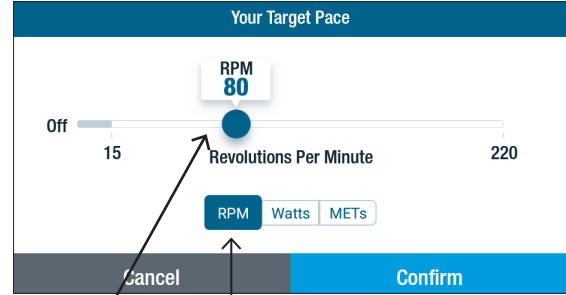 Your Target Pace
RPM
80
Off
15
Revolutions Per Minute
220
RPM
Watts
METs
Cancel
Confirm